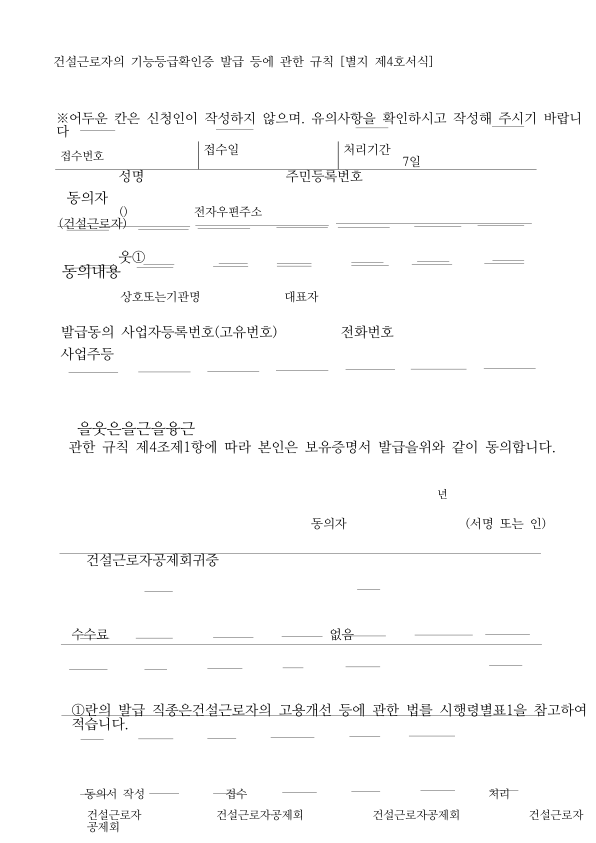 건설근로자의 기능등급확인증 발급 등에 관한 규칙 [별지 제4호서식]
※어두운 칸은 신청인이 작성하지 않으며. 유의사항을 확인하시고 작성해 주시기 바랍니
다
접수번호 접수일 처리기간
7일
성명 주민등록번호
동의자
() 전자우편주소
(건설근로자)
웃①
동의내용
상호또는기관명 대표자
발급동의 사업자등록번호(고유번호) 전화번호
사업주등
을웃은을근을융근
관한 규칙 제4조제1항에 따라 본인은 보유증명서 발급을위와 같이 동의합니다.
년
동의자 (서명 또는 인)
건설근로자공제회귀중
수수료 없음
①란의 발급 직종은건설근로자의 고용개선 등에 관한 법률 시행령별표1을 참고하여
적습니다.
동의서 작성 접수 처리
건설근로자 건설근로자공제회 건설근로자공제회 건설근로자
공제회